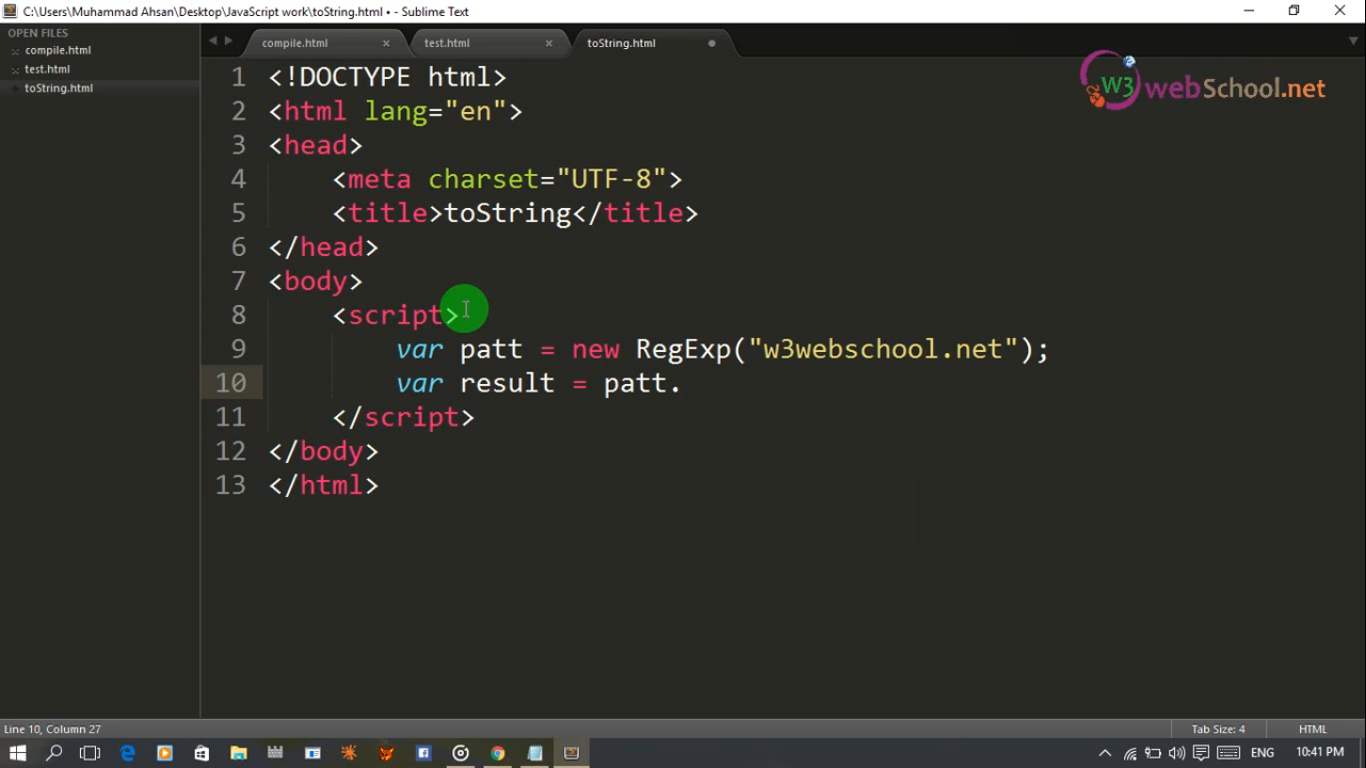 C:\Users\Muhammad Ahsan\Desktop\JavaScript work\toString.html • - Sublime Text
OPEN FILES
compile.html
test.html
toString.html
compile.html × test.html × toString.html
W3 webSchool.net
1 <!DOCTYPE html>
2 <html lang="en">
3 <head>
4 <meta charset="UTF-8">
5 <title>toString</title>
6 </head>
7 <body>
8 <script>
9 var patt = new RegExp("w3webschool.net");
10 var result = patt.
11 </script>
12 </body>
13 </html>
Line 10, Column 27 Tab Size: 4 HTML
ENG 10:41 PM